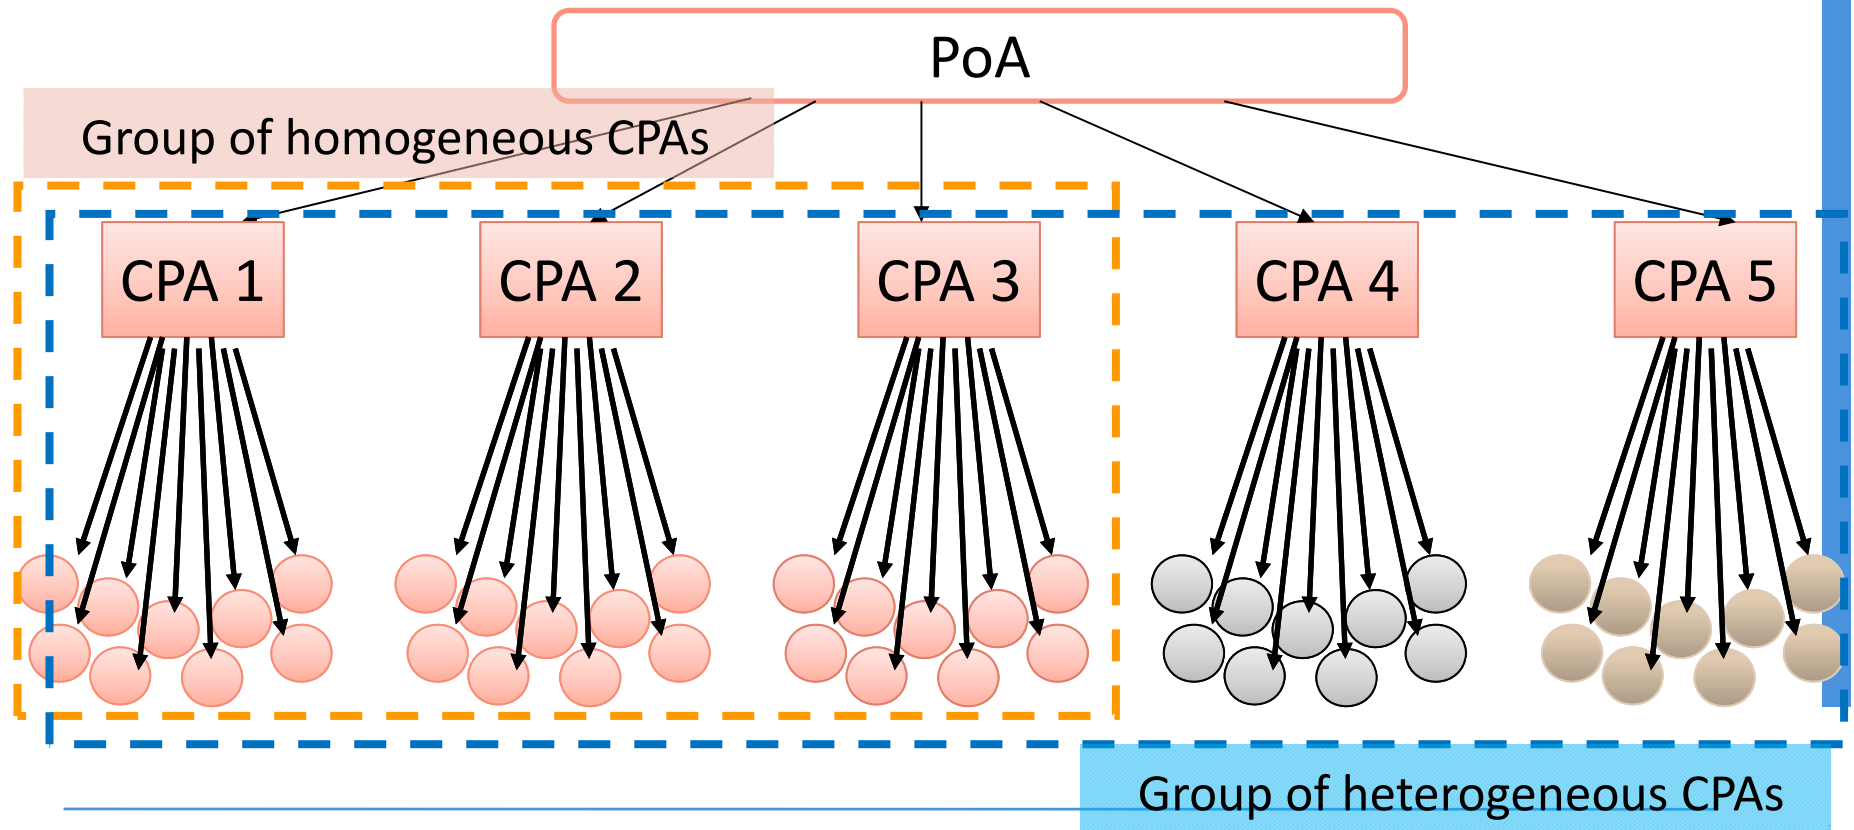 PoA
Group of homogeneous CPAs
CPA 1
CPA 2
CPA 3
CPA 4
CPA 5
Group of heterogeneous CPAs